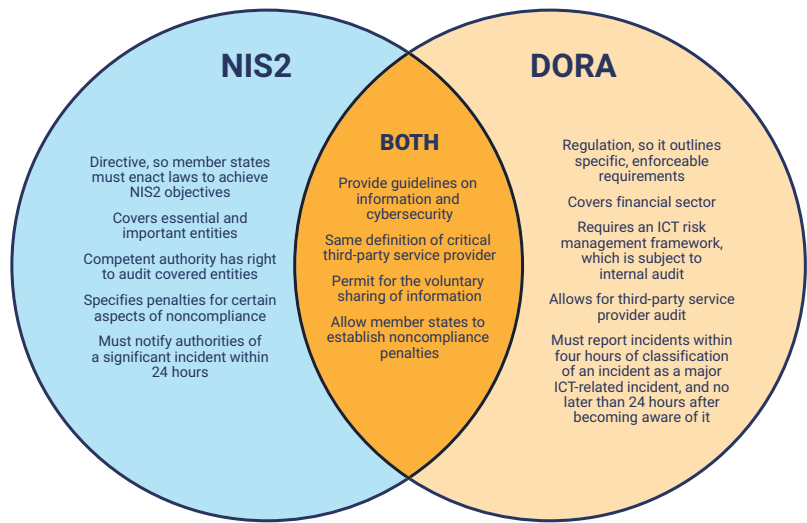 NIS2
Directive, so member states
must enact laws to achieve
NIS2 objectives
Covers essential and
important entities
Competent authority has right
to audit covered entities
Specifies penalties for certain
aspects of noncompliance
Must notify authorities of
a significant incident within
24 hours
BOTH
Provide guidelines on
information and
cybersecurity
Same definition of critical
third-party service provider
Permit for the voluntary
sharing of information
Allow member states to
establish noncompliance
penalties
DORA
Regulation, so it outlines
specific, enforceable
requirements
Covers financial sector
Requires an ICT risk
management framework,
which is subject to
internal audit
Allows for third-party service
provider audit
Must report incidents within
four hours of classification
of an incident as a major
ICT-related incident, and no
later than 24 hours after
becoming aware of it